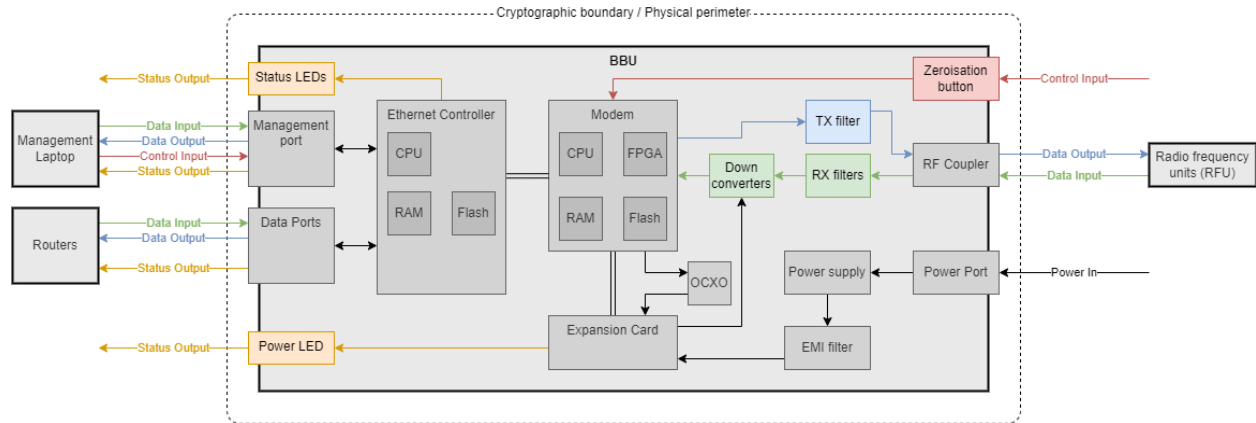 Cryptographic boundary / Physical perimeter
BBU
Status Output
Status LEDs
Zeroisation
button
Control Input
Ethernet Controller
Modem
Management
Laptop
Data Input
Data Output
Control Input
Status Output
Management
port
CPU
RAM
Flash
CPU
FPGA
RAM
Flash
TX filter
Down
converters
RX filters
RF Coupler
Data Output
Data Input
Radio frequency
units (RFU)
Routers
Data Input
Data Output
Status Output
Data Ports
OCXO
Power supply
Power Port
Power In
Status Output
Power LED
Expansion Card
EMI filter